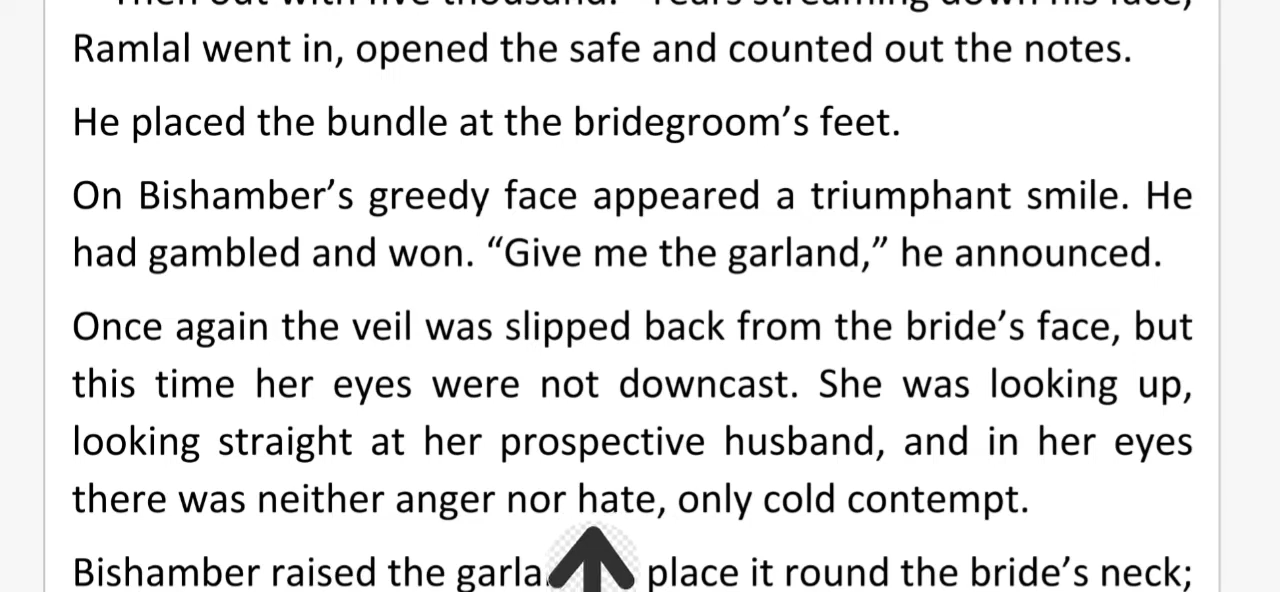 Ramlal went in, opened the safe and counted out the notes.
He placed the bundle at the bridegroom’s feet.
On Bishamber’s greedy face appeared a triumphant smile. He
had gambled and won. “Give me the garland,” he announced.
Once again the veil was slipped back from the bride’s face, but
this time her eyes were not downcast. She was looking up,
looking straight at her prospective husband, and in her eyes
there was neither anger nor hate, only cold contempt.
Bishamber raised the place it round the bride’s neck;